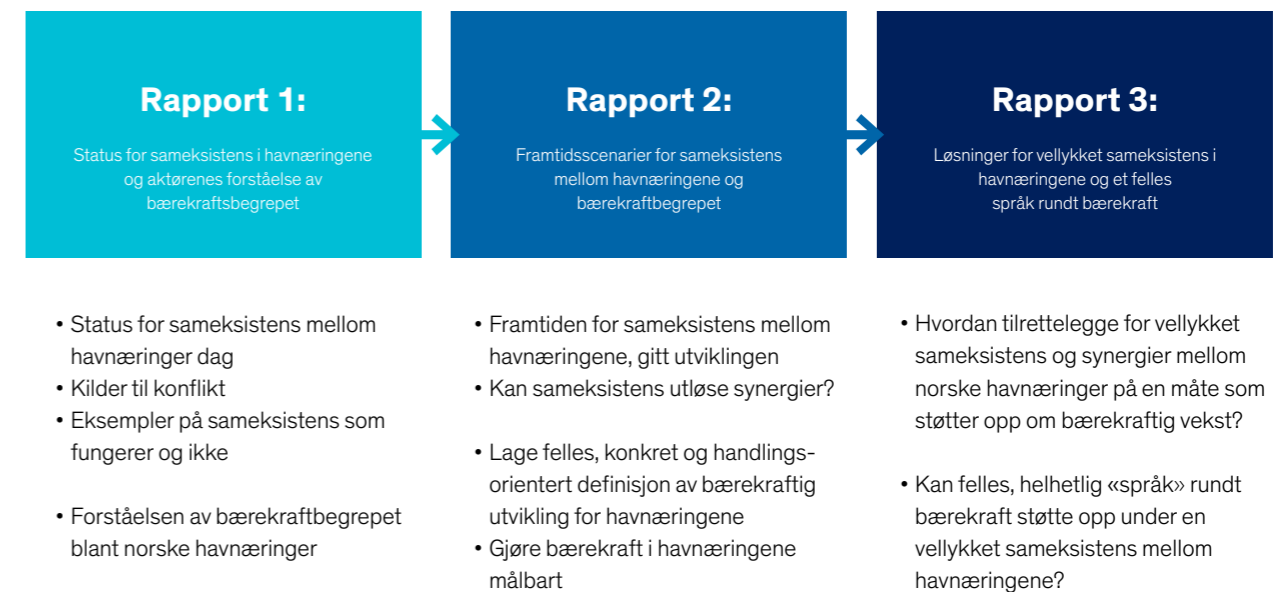 Rapport 1:
Status for sameksistens i havnæringene
og aktørenes forståelse av
bærekraftsbegrepet
Rapport 2:
Framtidsscenarier for sameksistens
mellom havnæringene og
bærekraftbegrepet
Rapport 3:
Løsninger for vellykket sameksistens i
havnæringene og et felles
språk rundt bærekraft
• Status for sameksistens mellom
havnæringer dag
• Kilder til konflikt
• Eksempler på sameksistens som
fungerer og ikke
• Forståelsen av bærekraftbegrepet
blant norske havnæringer
• Framtiden for sameksistens mellom
havnæringene, gitt utviklingen
• Kan sameksistens utløse synergier?
• Lage felles, konkret og handlings-
orientert definisjon av bærekraftig
utvikling for havnæringene
• Gjøre bærekraft i havnæringene
målbart
• Hvordan tilrettelegge for vellykket
sameksistens og synergier mellom
norske havnæringer på en måte som
støtter opp om bærekraftig vekst?
• Kan felles, helhetlig «språk» rundt
bærekraft støtte opp under en
vellykket sameksistens mellom
havnæringene?